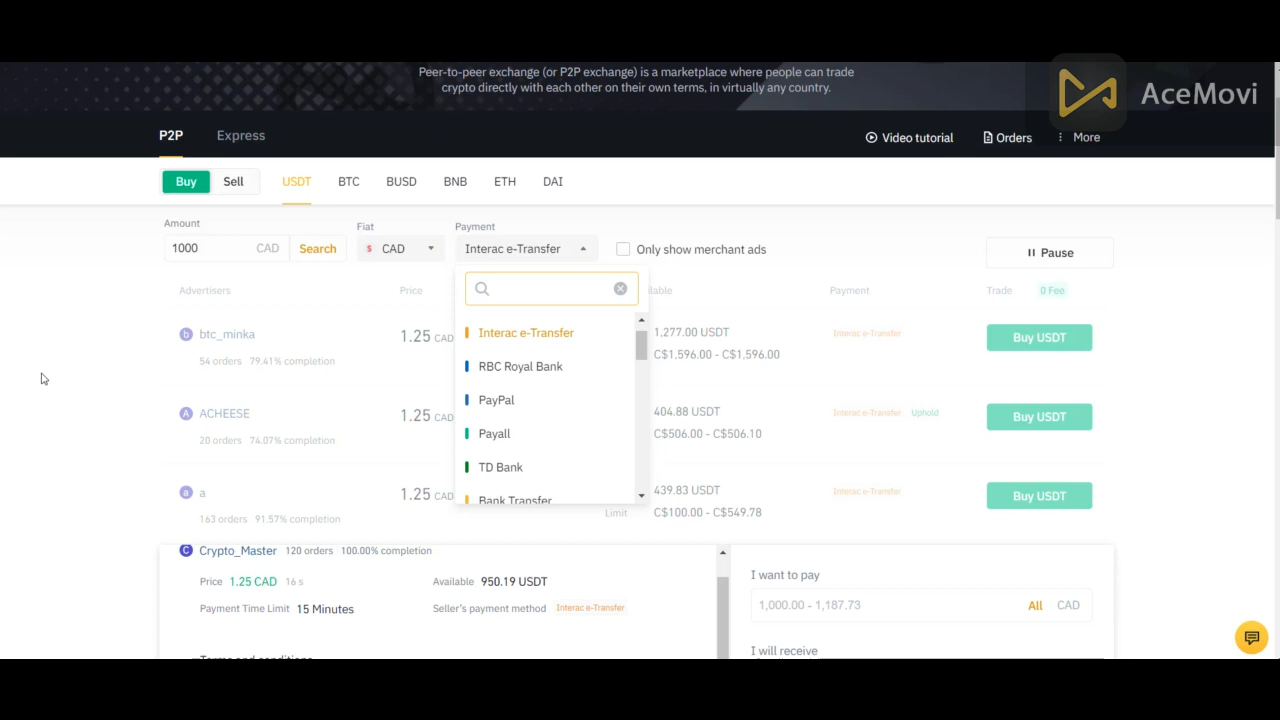 Peer-to-peer exchange (or P2P exchange) is a marketplace where people can trade
crypto directly with each other on their own terms, in virtually any country.
AceMovi
P2P Express
Video tutorial Orders More
Buy Sell USDT BTC BUSD BNB ETH DAI
Amount Fiat Payment
1000 CAD Search $ CAD Interac e-Transfer Only show merchant ads Pause
Advertisers Price Payment Trade 0 Fee
b btc_minka 1.25 CAD 1,277.00 USDT Interac e-Transfer Buy USDT
54 orders 79.41% completion C$1,596.00 - C$1,596.00
A ACHEESE 1.25 CAD 404.88 USDT Interac e-Transfer Uphold Buy USDT
20 orders 74.07% completion C$506.00 - C$506.10
a a 1.25 CAD 439.83 USDT Interac e-Transfer Buy USDT
163 orders 91.57% completion Limit C$100.00 - C$549.78
Interac e-Transfer
RBC Royal Bank
PayPal
Payall
TD Bank
Bank Transfer
C Crypto_Master 120 orders 100.00% completion
Price 1.25 CAD 16 s Available 950.19 USDT
Payment Time Limit 15 Minutes Seller's payment method Interac e-Transfer
Terms and conditions
I want to pay
1,000.00 - 1,187.73 All CAD
I will receive